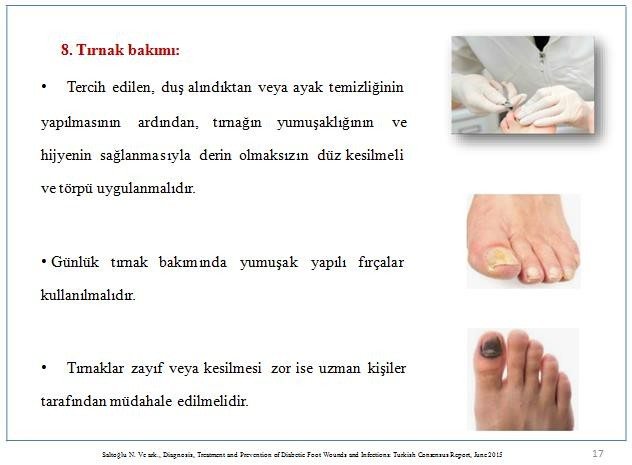 8. Tırnak bakımı:
• Tercih edilen, duş alındıktan veya ayak temizliğinin
yapılmasının ardından, tırnağın yumuşaklığının ve
hijyenin sağlanmasıyla derin olmaksızın düz kesilmeli
ve törpü uygulanmalıdır.
• Günlük tırnak bakımında yumuşak yapılı fırçalar
kullanılmalıdır.
• Tırnaklar zayıf veya kesilmesi zor ise uzman kişiler
tarafından müdahale edilmelidir.
Saltoğlu N. Ve ark., Diagnosis, Treatment and Prevention of Diabetic Foot Wounds and Infections: Turkish Consensus Report, June 2015
17